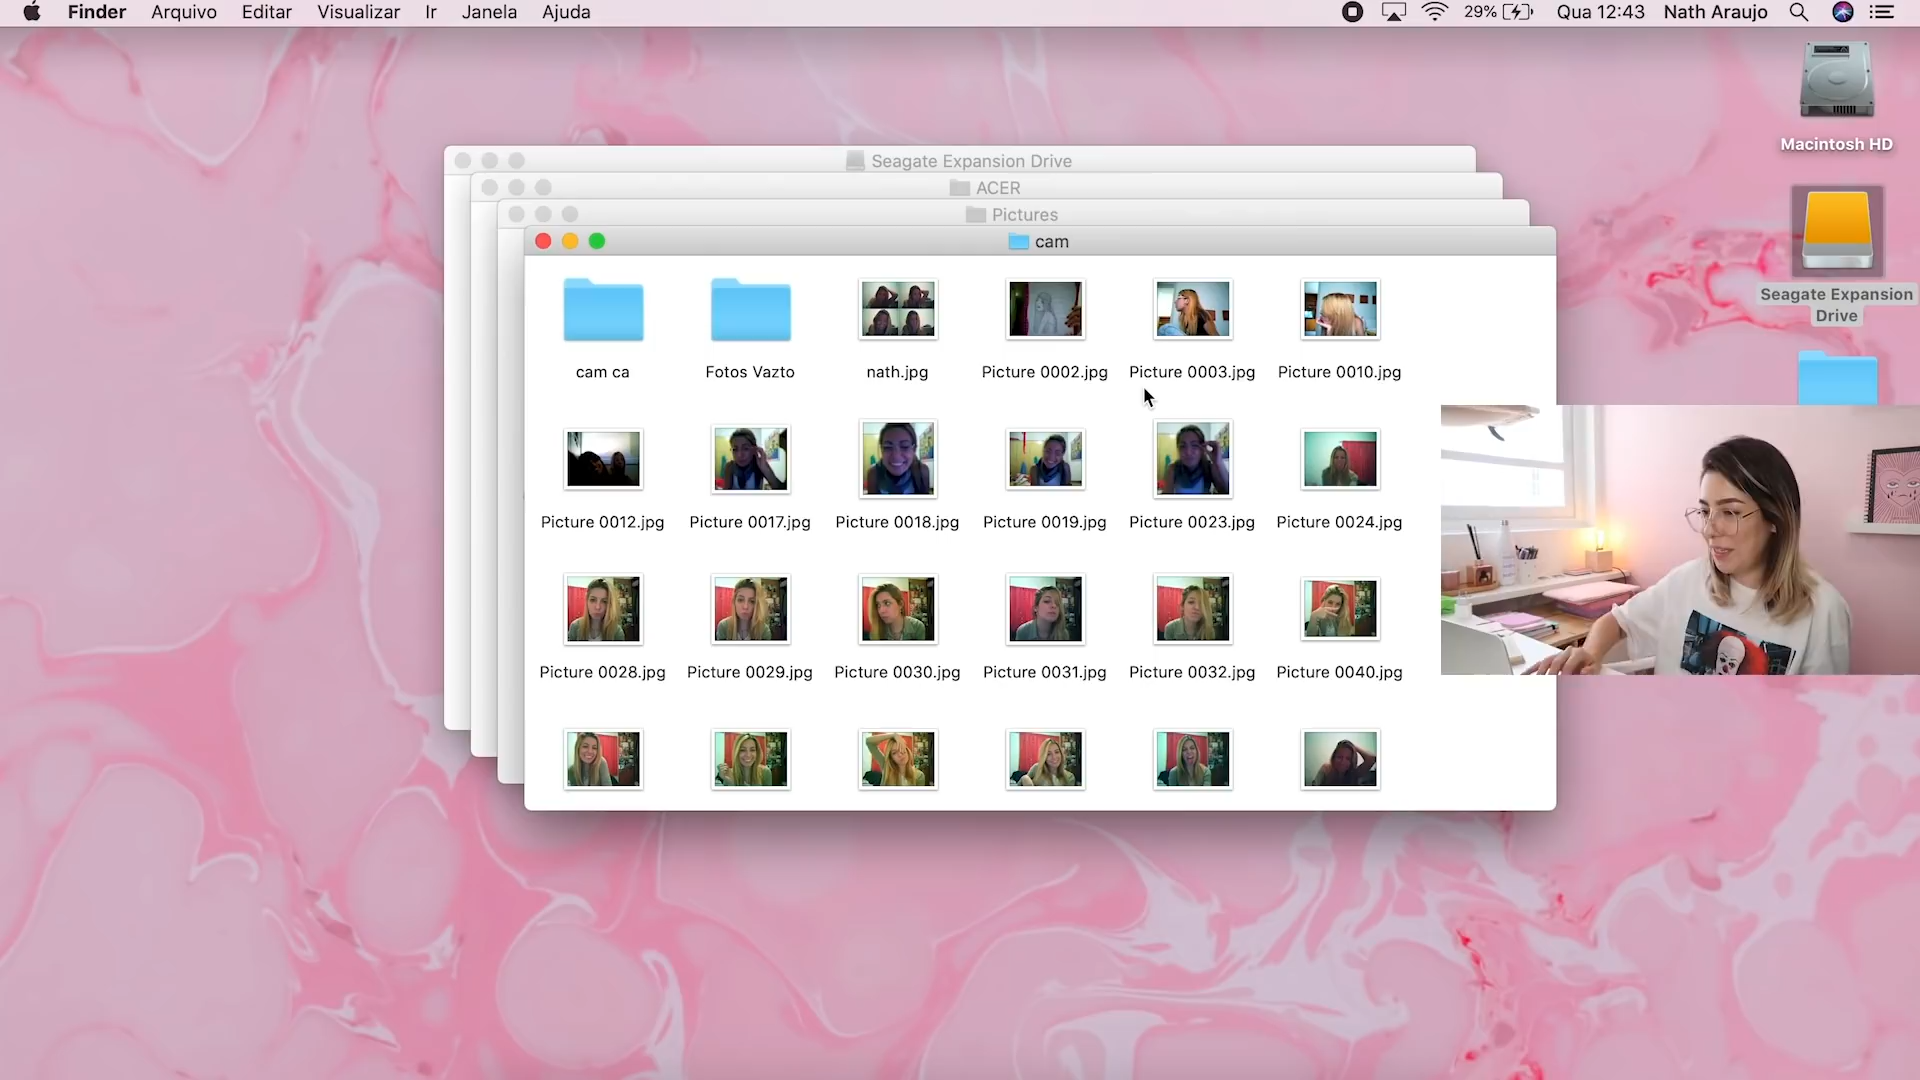 Finder Arquivo Editar Visualizar Ir Janela Ajuda 29% Qua 12:43 Nath Araujo
Macintosh HD
Seagate Expansion Drive
ACER
Pictures
cam
Seagate Expansion
Drive
cam ca Fotos Vazto nath.jpg Picture 0002.jpg Picture 0003.jpg Picture 0010.jpg
Picture 0012.jpg Picture 0017.jpg Picture 0018.jpg Picture 0019.jpg Picture 0023.jpg Picture 0024.jpg
Picture 0028.jpg Picture 0029.jpg Picture 0030.jpg Picture 0031.jpg Picture 0032.jpg Picture 0040.jpg